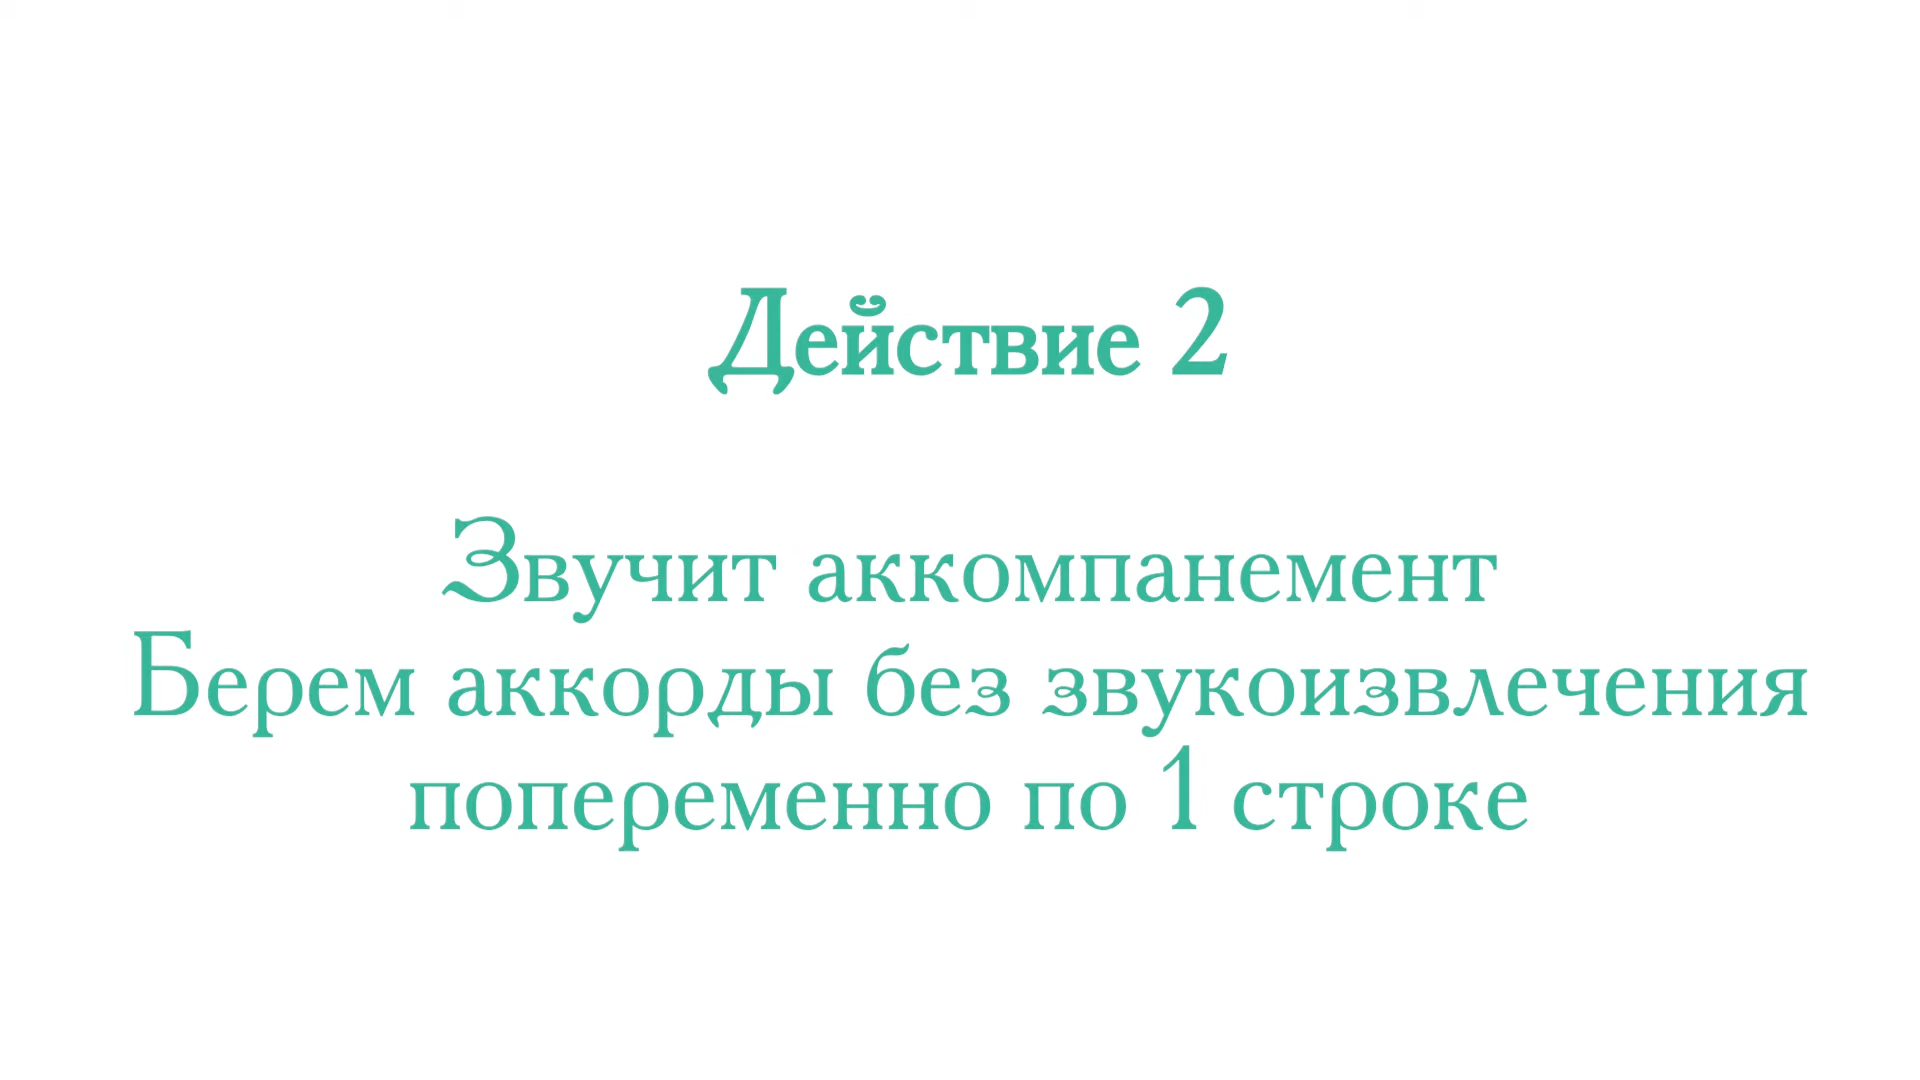 Действие 2
Звучит аккомпанемент
Берем аккорды без звукоизвлечения
попеременно по 1 строке